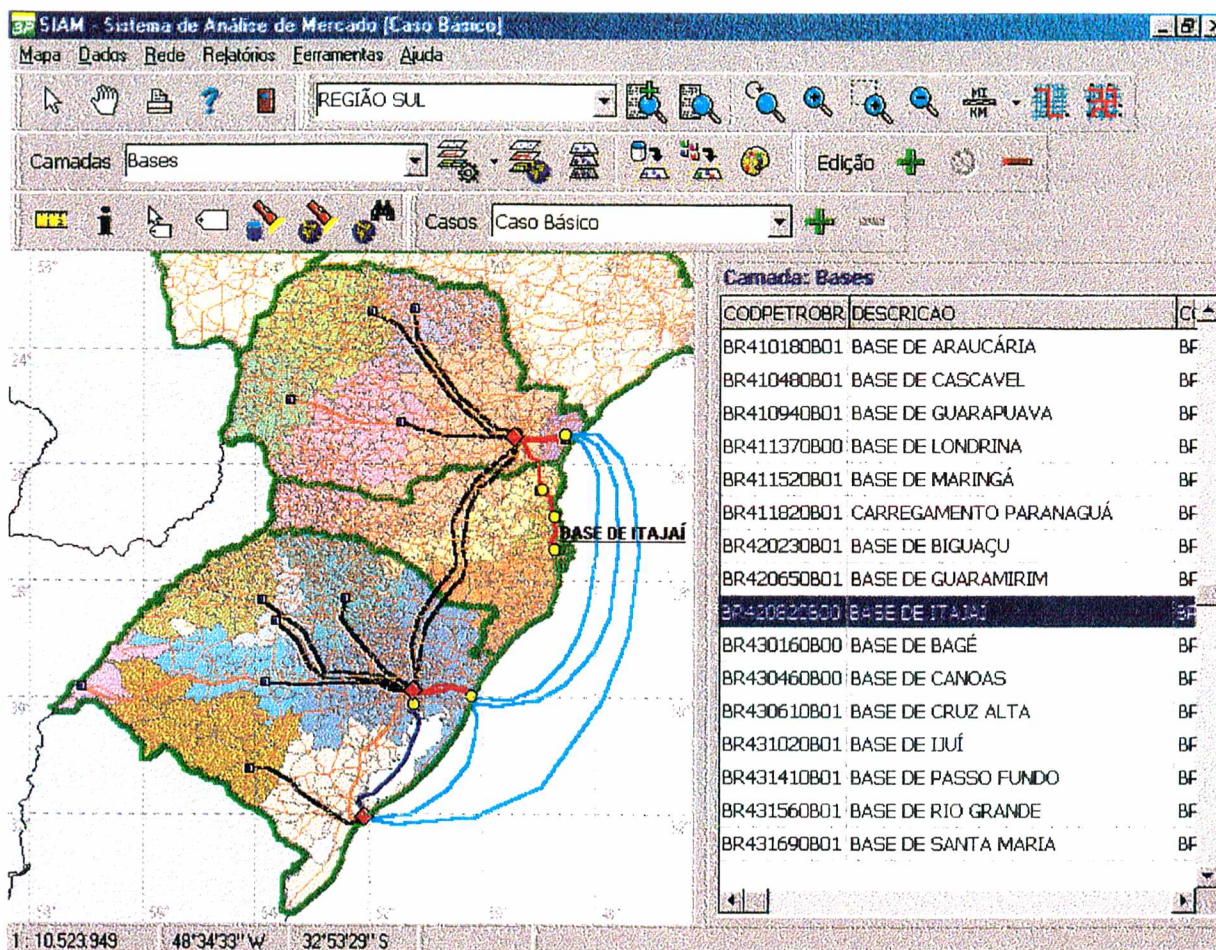 BR SIAM - Sistema de Análise de Mercado [Caso Básico]
Mapa Dados Rede Relatórios Ferramentas Ajuda
REGIÃO SUL
MI
KM
Camadas Bases Edição
Casos Caso Básico
Camada: Bases
CODPETROBR DESCRICAO
BR410180B01 BASE DE ARAUCÁRIA BF
24°
BR410480B01 BASE DE CASCAVEL BF
BR410940B01 BASE DE GUARAPUAVA BF
BR411370B00 BASE DE LONDRINA BF
BR411520B01 BASE DE MARINGÁ BF
BR411820B01 CARREGAMENTO PARANAGUÁ BF
BASE DE ITAJAÍ
BR420230B01 BASE DE BIGUAÇU BF
BR420650B01 BASE DE GUARAMIRIM BF
BR420820B00 BASE DE ITAJAÍ BF
BR430160B00 BASE DE BAGÉ BF
BR430460B00 BASE DE CANOAS BF
BR430610B01 BASE DE CRUZ ALTA BF
BR431020B01 BASE DE IJUÍ BF
BR431410B01 BASE DE PASSO FUNDO BF
BR431560B01 BASE DE RIO GRANDE BF
BR431690B01 BASE DE SANTA MARIA BF
1 : 10.523.949 48°34'33" W 32°53'29" S